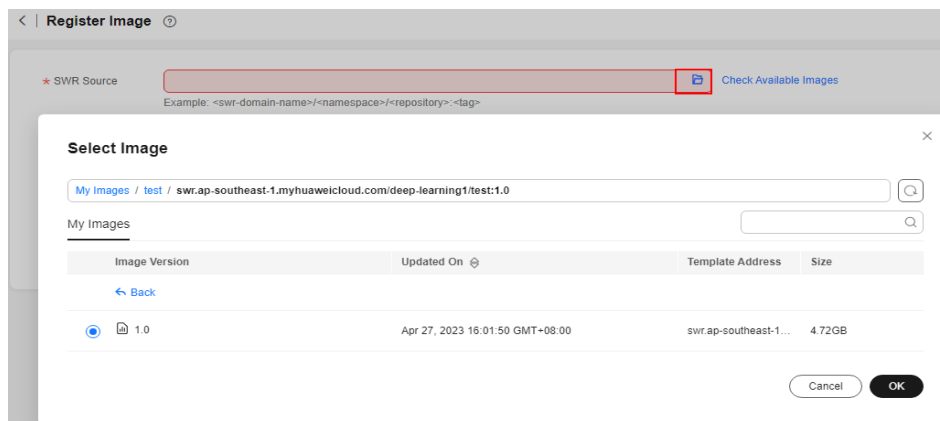 Register Image
* SWR Source
Check Available Images
Example: <swr-domain-name>/<namespace>/<repository>:<tag>
Select Image
My Images / test / swr.ap-southeast-1.myhuaweicloud.com/deep-learning1/test:1.0
My Images
Image Version Updated On Template Address Size
Back
1.0 Apr 27, 2023 16:01:50 GMT+08:00 swr.ap-southeast-1... 4.72GB
Cancel OK